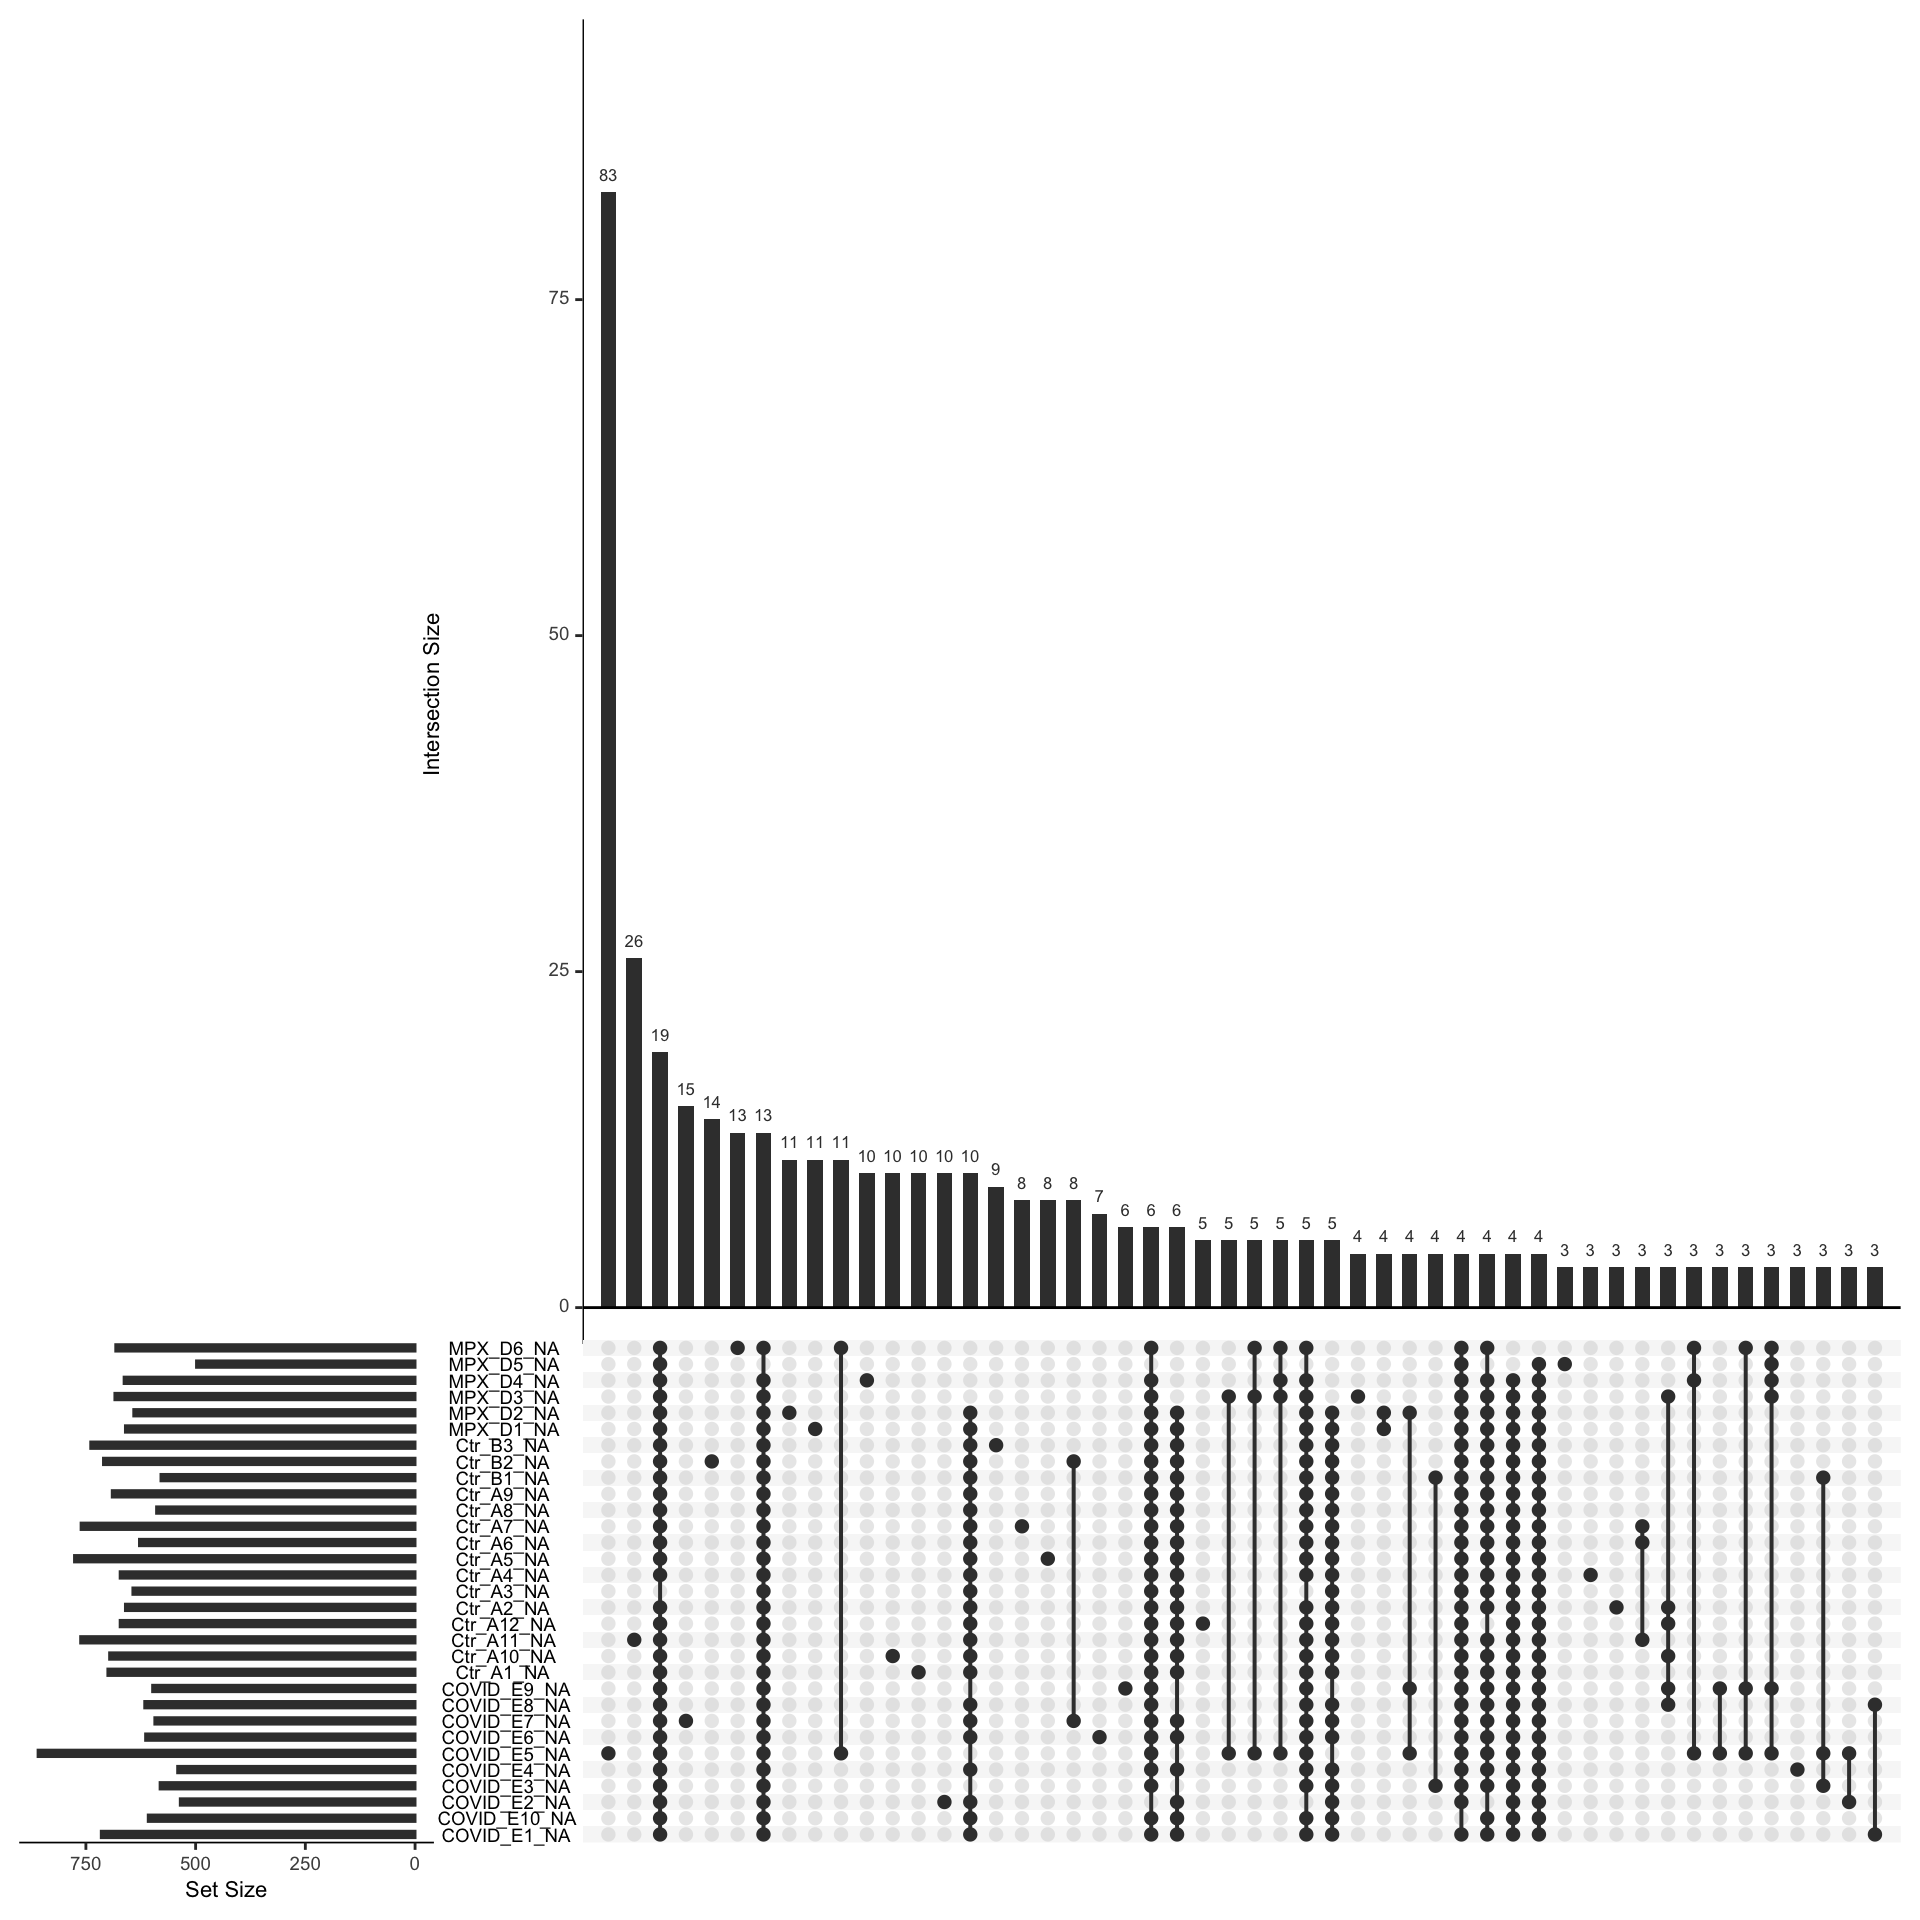 83
75
Intersection Size
50
26
25
19
15
14
13 13
11 11 11
10 10 10 10 10
9
8 8 8
7
6 6 6
5 5 5 5 5 5
4 4 4 4 4 4 4 4
3 3 3 3 3 3 3 3 3 3 3 3 3
0
MPX_D6_NA
MPX_D5_NA
MPX_D4_NA
MPX_D3_NA
MPX_D2_NA
MPX_D1_NA
Ctr_B3_NA
Ctr_B2_NA
Ctr_B1_NA
Ctr_A9_NA
Ctr_A8_NA
Ctr_A7_NA
Ctr_A6_NA
Ctr_A5_NA
Ctr_A4_NA
Ctr_A3_NA
Ctr_A2_NA
Ctr_A12_NA
Ctr_A11_NA
Ctr_A10_NA
Ctr_A1_NA
COVID_E9_NA
COVID_E8_NA
COVID_E7_NA
COVID_E6_NA
COVID_E5_NA
COVID_E4_NA
COVID_E3_NA
COVID_E2_NA
COVID_E10_NA
COVID_E1_NA
750 500 250 0
Set Size